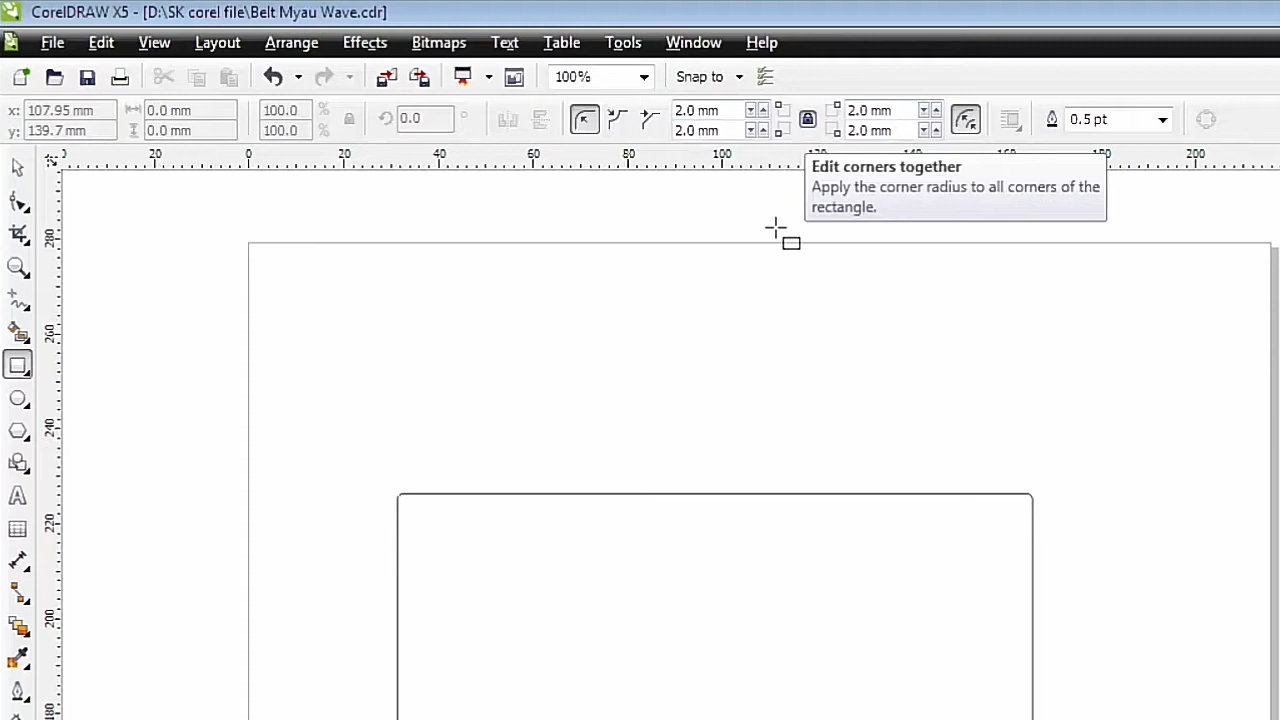 CorelDRAW X5 - [D:\SK corel file\Belt Myau Wave.cdr]
File Edit View Layout Arrange Effects Bitmaps Text Table Tools Window Help
100% Snap to
x: 107.95 mm 0.0 mm 100.0 % 0.0 ° 2.0 mm 2.0 mm 0.5 pt
y: 139.7 mm 0.0 mm 100.0 % 2.0 mm 2.0 mm
20 0 20 40 60 80 100 120 140 160 180 200
Edit corners together
Apply the corner radius to all corners of the
rectangle.
280
260
240
220
200
180